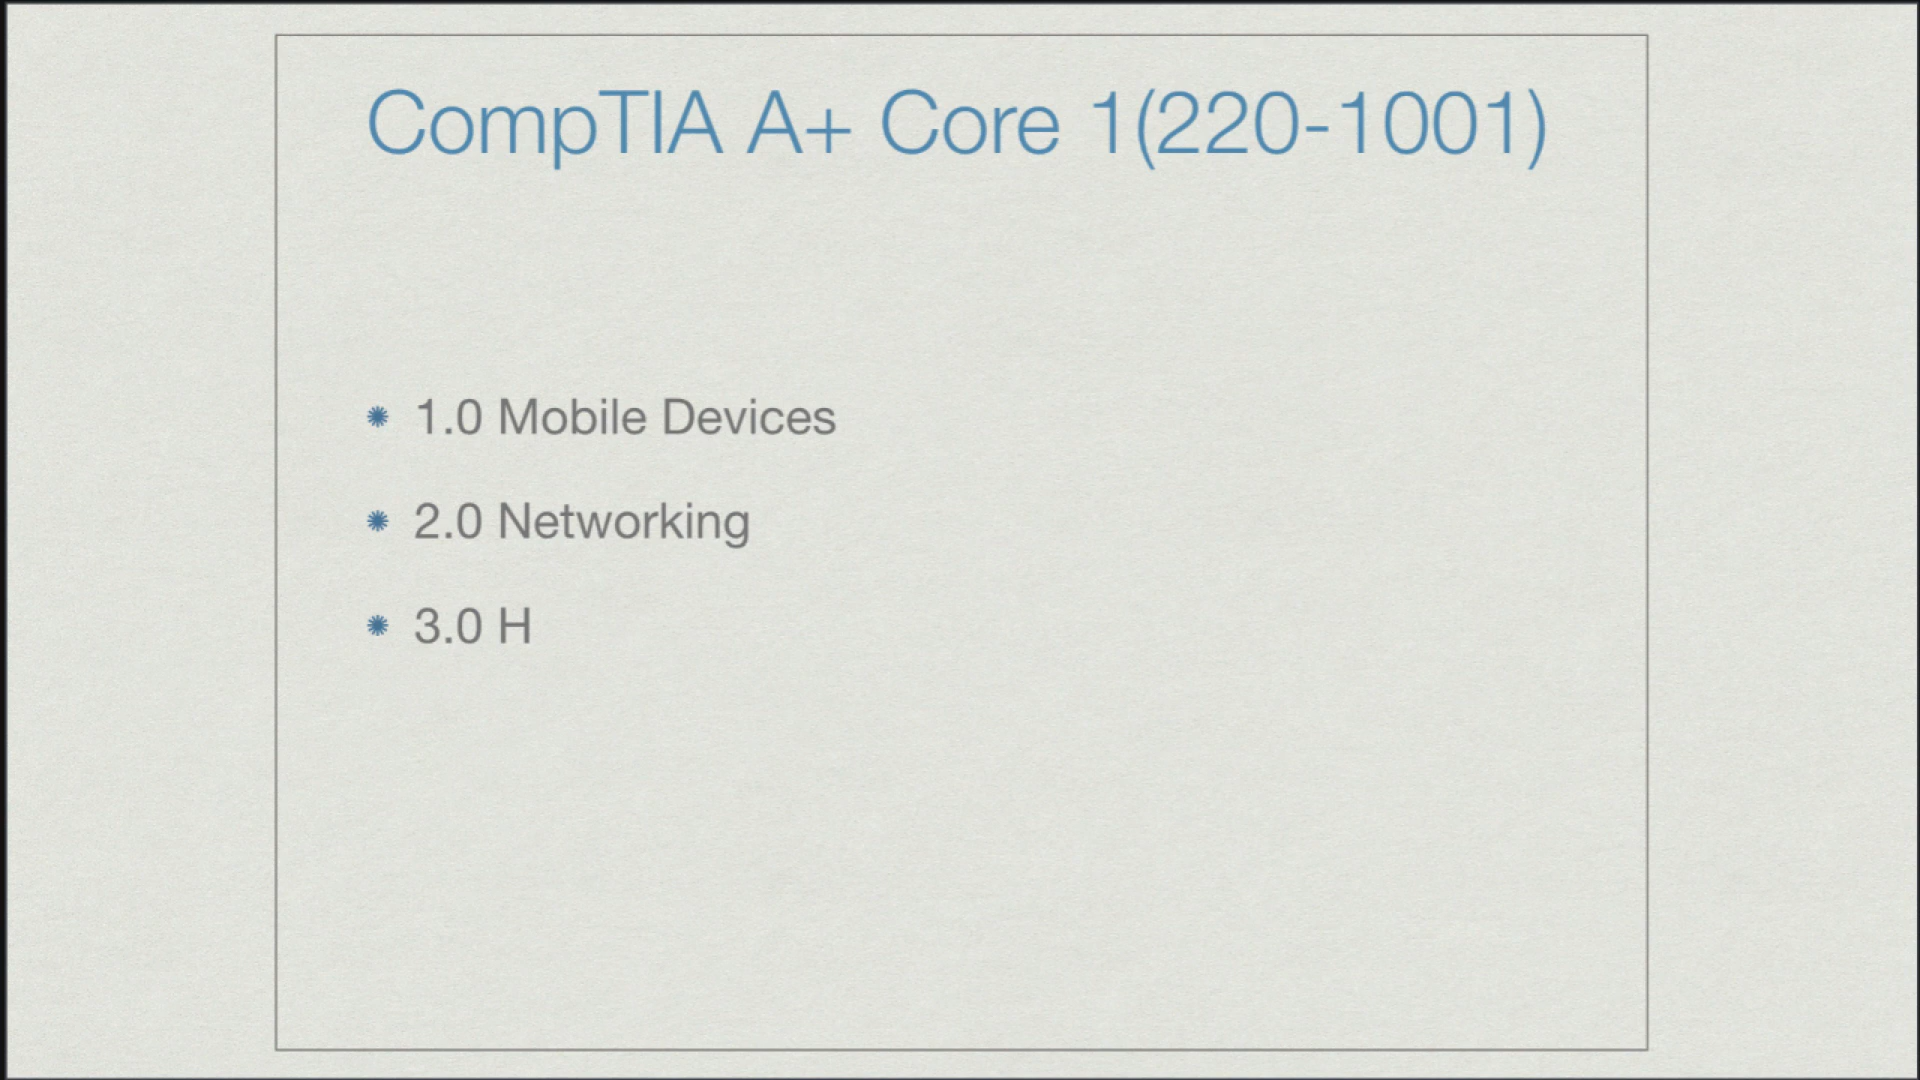 CompTIA A+ Core 1(220-1001)
1.0 Mobile Devices
2.0 Networking
3.0 H